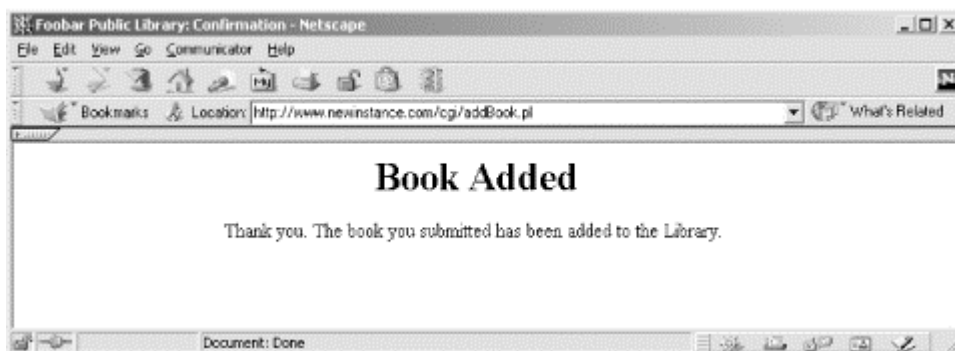 Foobar Public Library: Confirmation - Netscape
File Edit View Go Communicator Help
Bookmarks Location: http://www.newinstance.com/cgi/addBook.pl What's Related
Book Added
Thank you. The book you submitted has been added to the Library.
Document: Done